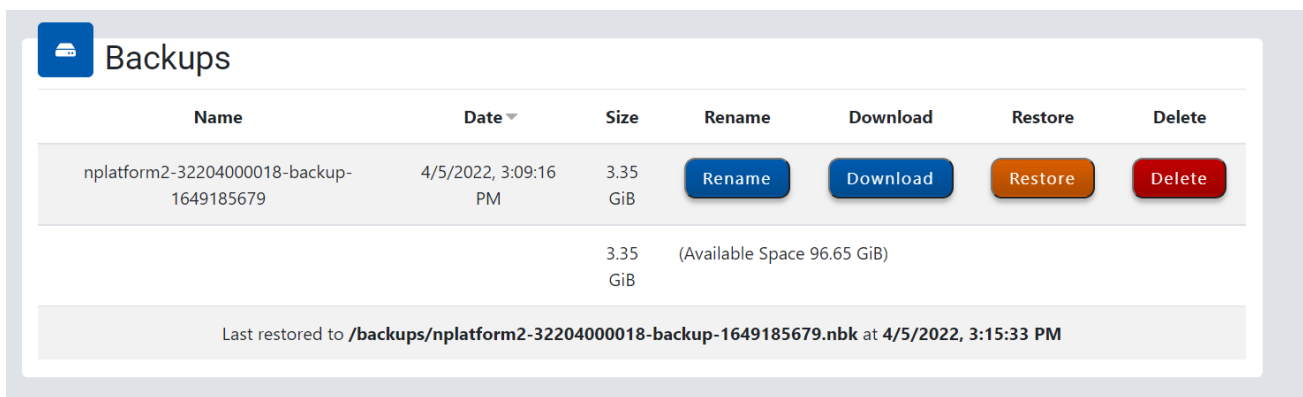 Backups
Name Date Size Rename Download Restore Delete
nplatform2-32204000018-backup- 4/5/2022, 3:09:16 3.35 Rename Download Restore Delete
1649185679 PM GiB
3.35 (Available Space 96.65 GiB)
GiB
Last restored to /backups/nplatform2-32204000018-backup-1649185679.nbk at 4/5/2022, 3:15:33 PM